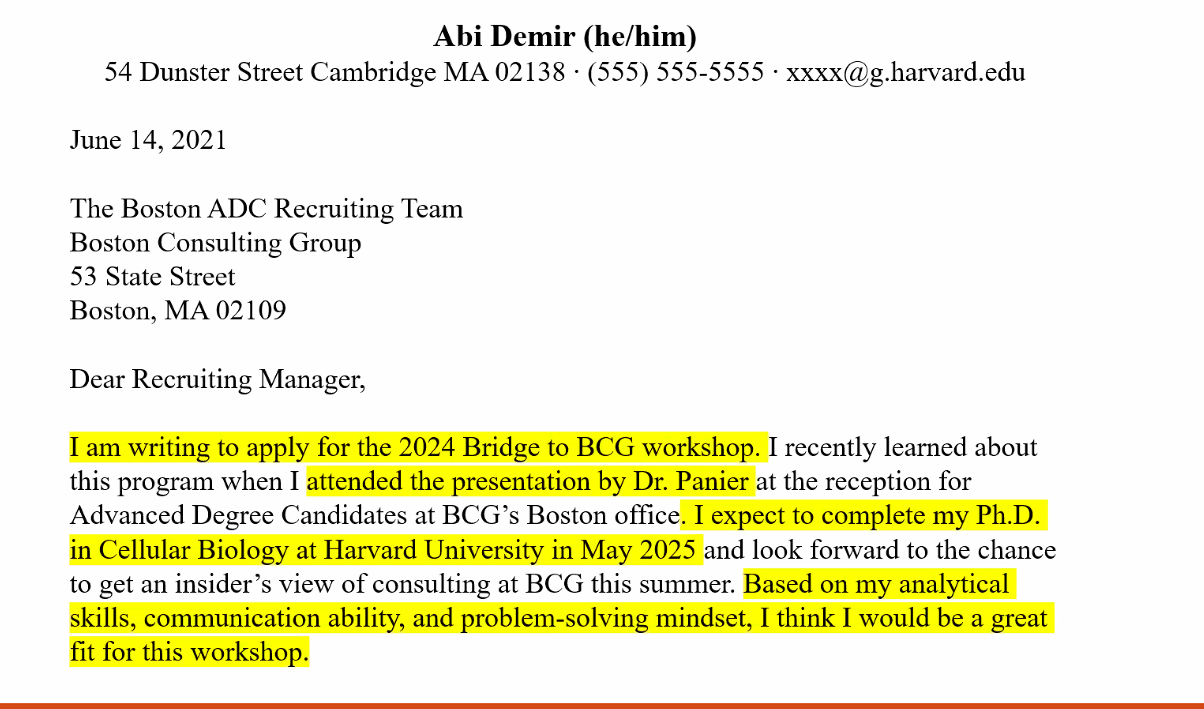 Abi Demir (he/him)
54 Dunster Street Cambridge MA 02138 · (555) 555-5555 · xxxx@g.harvard.edu
June 14, 2021
The Boston ADC Recruiting Team
Boston Consulting Group
53 State Street
Boston, MA 02109
Dear Recruiting Manager,
I am writing to apply for the 2024 Bridge to BCG workshop. I recently learned about
this program when I attended the presentation by Dr. Panier at the reception for
Advanced Degree Candidates at BCG’s Boston office. I expect to complete my Ph.D.
in Cellular Biology at Harvard University in May 2025 and look forward to the chance
to get an insider’s view of consulting at BCG this summer. Based on my analytical
skills, communication ability, and problem-solving mindset, I think I would be a great
fit for this workshop.